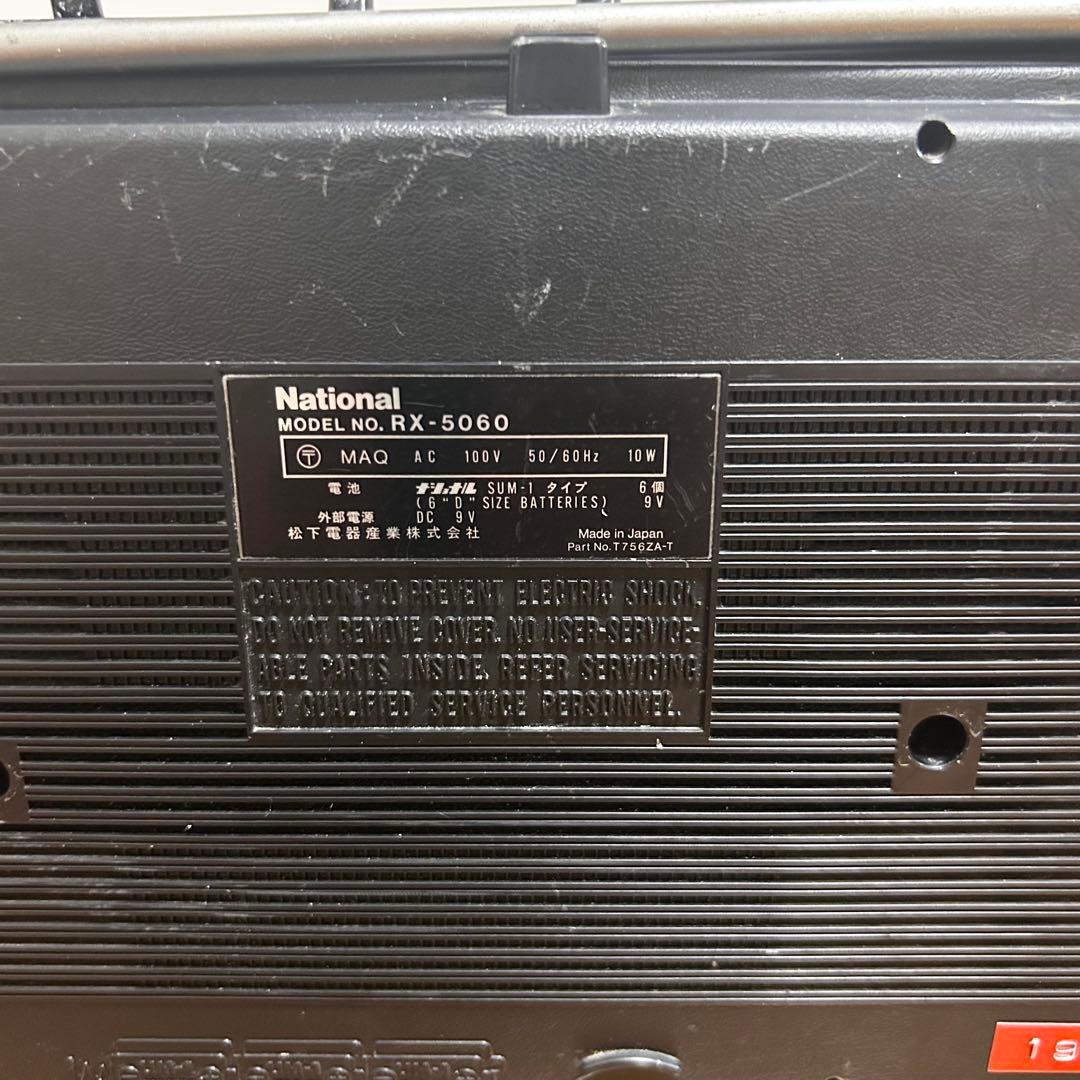 National
MODEL NO. RX-5060
〒 MAQ AC 100V 50/60Hz 10W
電池 ナショナル SUM-1 タイプ 6個
(6 "D" SIZE BATTERIES) 9V
外部電源 DC 9V
松下電器産業株式会社 Made in Japan
Part No. T756ZA-T
CAUTION: TO PREVENT ELECTRIC SHOCK,
DO NOT REMOVE COVER. NO USER-SERVICE-
ABLE PARTS INSIDE. REFER SERVICING
TO QUALIFIED SERVICE PERSONNEL.
19